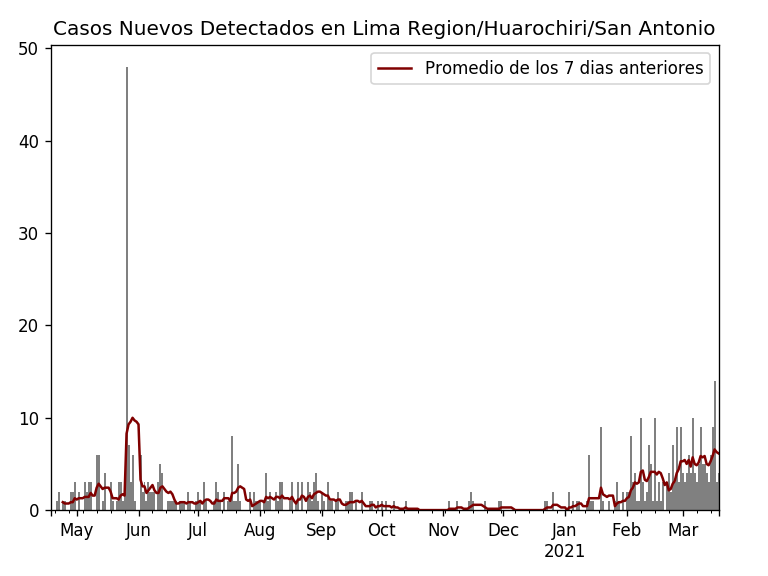 Casos Nuevos Detectados en Lima Region/Huarochiri/San Antonio
Promedio de los 7 dias anteriores
50
40
30
20
10
0
May Jun Jul Aug Sep Oct Nov Dec Jan Feb Mar
2021